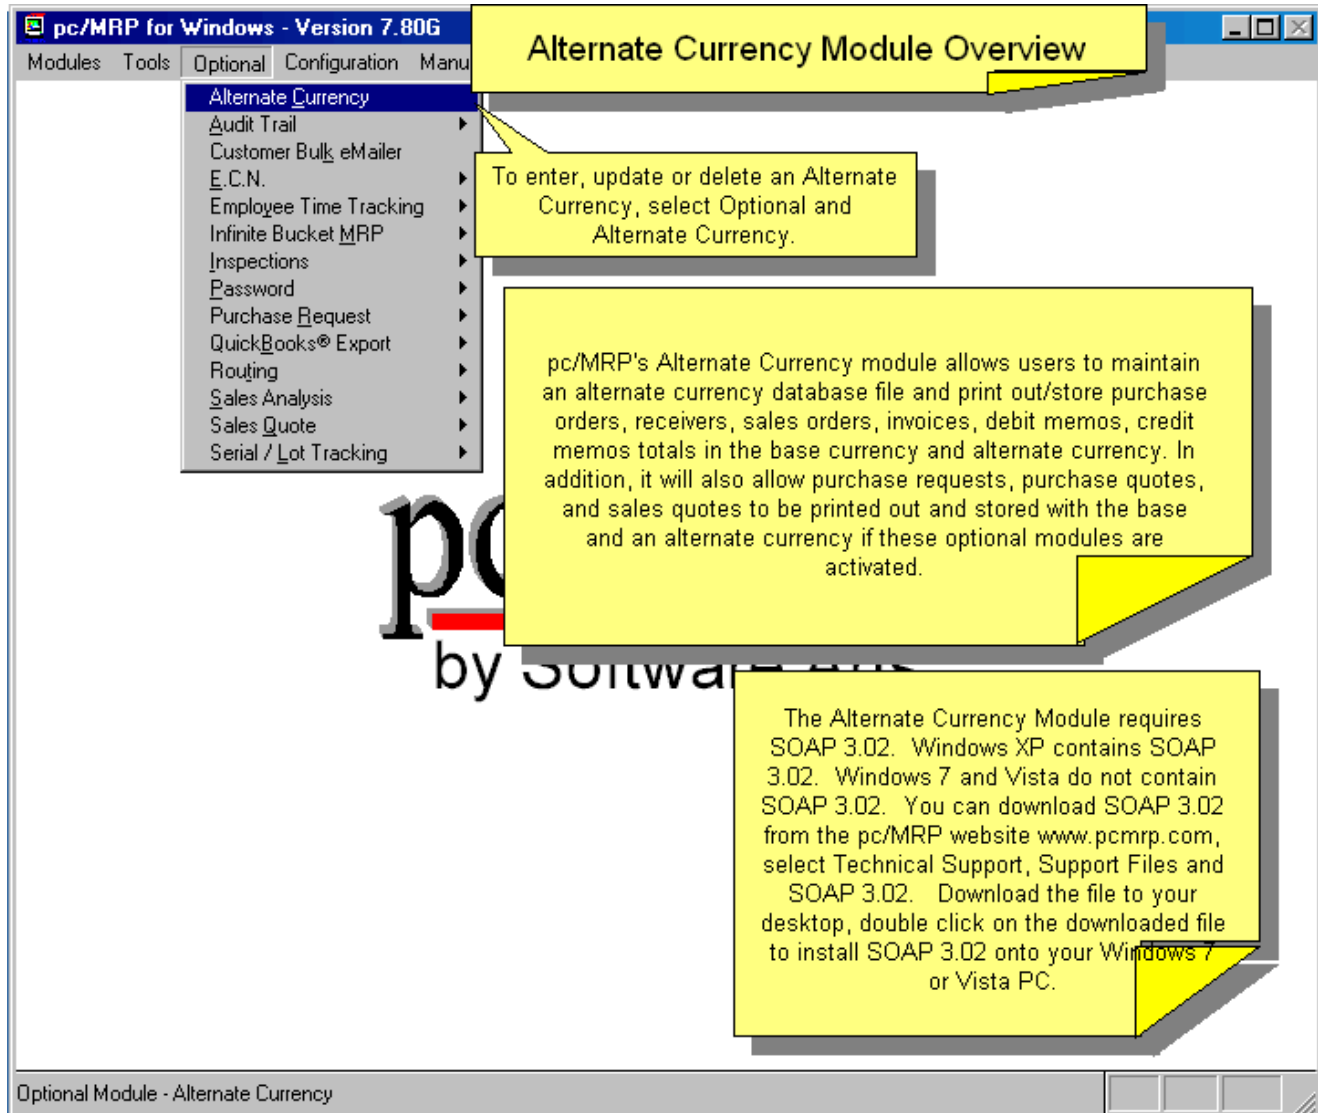 pc/MRP for Windows - Version 7.80G
Alternate Currency Module Overview
Modules Tools Optional Configuration Manu
Alternate Currency
Audit Trail
Customer Bulk eMailer
E.C.N.
Employee Time Tracking
Infinite Bucket MRP
Inspections
Password
Purchase Request
QuickBooks® Export
Routing
Sales Analysis
Sales Quote
Serial / Lot Tracking
To enter, update or delete an Alternate
Currency, select Optional and
Alternate Currency.
pc/MRP's Alternate Currency module allows users to maintain
an alternate currency database file and print out/store purchase
orders, receivers, sales orders, invoices, debit memos, credit
memos totals in the base currency and alternate currency. In
addition, it will also allow purchase requests, purchase quotes,
and sales quotes to be printed out and stored with the base
and an alternate currency if these optional modules are
activated.
pc
by Software Arts
The Alternate Currency Module requires
SOAP 3.02. Windows XP contains SOAP
3.02. Windows 7 and Vista do not contain
SOAP 3.02. You can download SOAP 3.02
from the pc/MRP website www.pcmrp.com,
select Technical Support, Support Files and
SOAP 3.02. Download the file to your
desktop, double click on the downloaded file
to install SOAP 3.02 onto your Windows 7
or Vista PC.
Optional Module - Alternate Currency